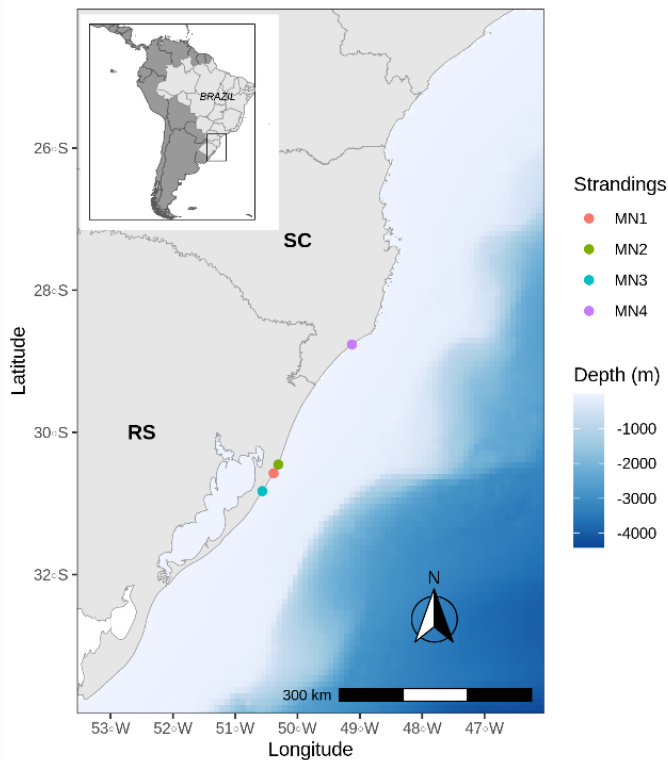 BRAZIL
26°S
SC
28°S
Latitude
30°S
RS
32°S
N
300 km
53°W 52°W 51°W 50°W 49°W 48°W 47°W
Longitude
Strandings
MN1
MN2
MN3
MN4
Depth (m)
-1000
-2000
-3000
-4000